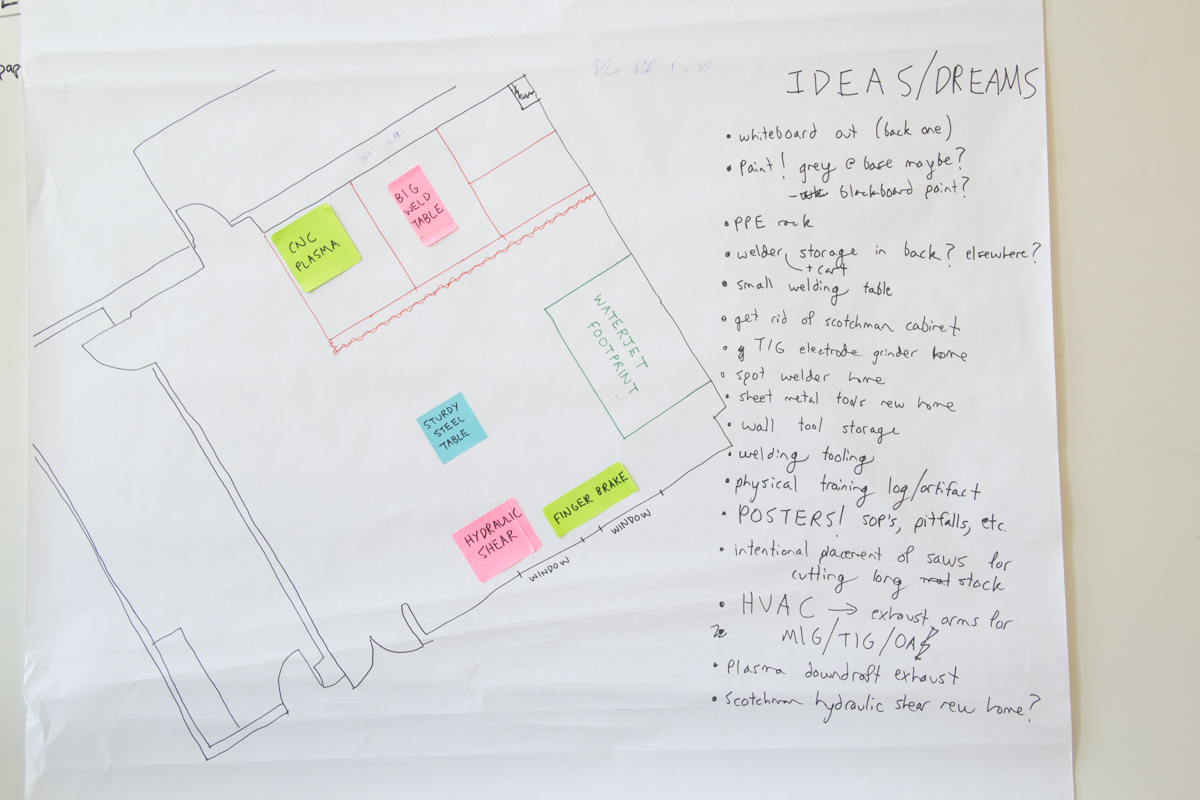 pap
1 = 20'
CNC
PLASMA
BIG
WELD
TABLE
WATERJET
FOOTPRINT
STURDY
STEEL
TABLE
HYDRAULIC
SHEAR
FINGER BRAKE
WINDOW
WINDOW
IDEAS/DREAMS
• whiteboard out (back one)
• Paint! grey @ base maybe?
- blackboard paint?
• PPE rack
• welder storage in back? elsewhere?
+ cart
• small welding table
• get rid of scotchman cabinet
• TIG electrode grinder home
• spot welder home
• sheet metal tools new home
• wall tool storage
• welding tooling
• physical training log/artifact
• POSTERS! SOP's, pitfalls, etc.
• intentional placement of saws for
cutting long stock
• HVAC → exhaust arms for
MIG/TIG/OA
• Plasma downdraft exhaust
• Scotchman hydraulic shear new home?